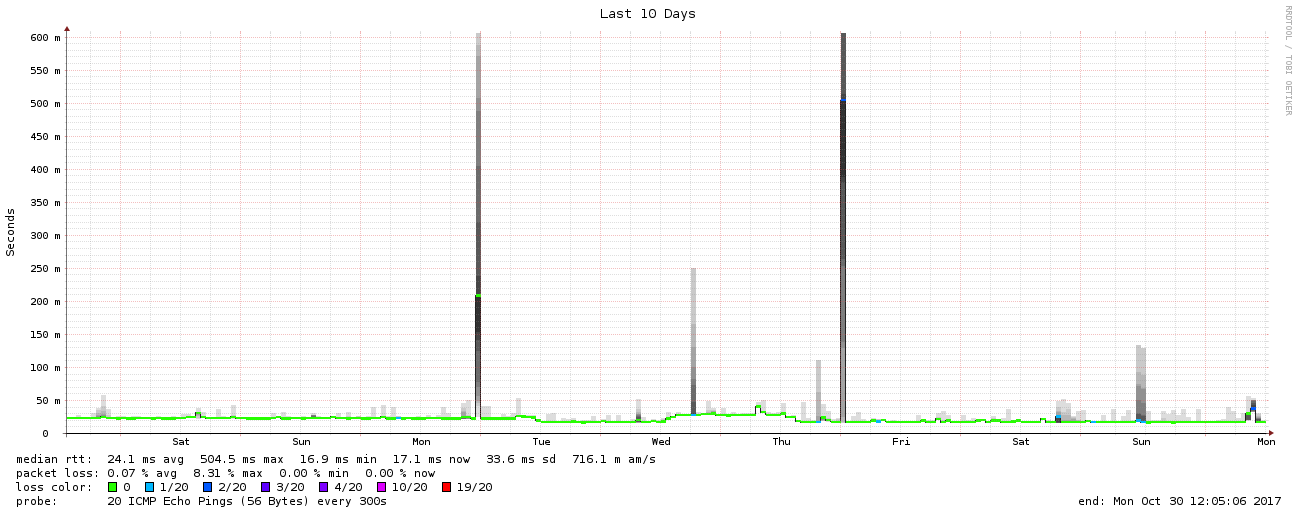 Last 10 Days
RRDTOOL / TOBI OETIKER
Seconds
600 m
550 m
500 m
450 m
400 m
350 m
300 m
250 m
200 m
150 m
100 m
50 m
0
Sat Sun Mon Tue Wed Thu Fri Sat Sun Mon
median rtt: 24.1 ms avg 504.5 ms max 16.9 ms min 17.1 ms now 33.6 ms sd 716.1 m am/s
packet loss: 0.07 % avg 8.31 % max 0.00 % min 0.00 % now
loss color: 0 1/20 2/20 3/20 4/20 10/20 19/20
probe: 20 ICMP Echo Pings (56 Bytes) every 300s end: Mon Oct 30 12:05:06 2017